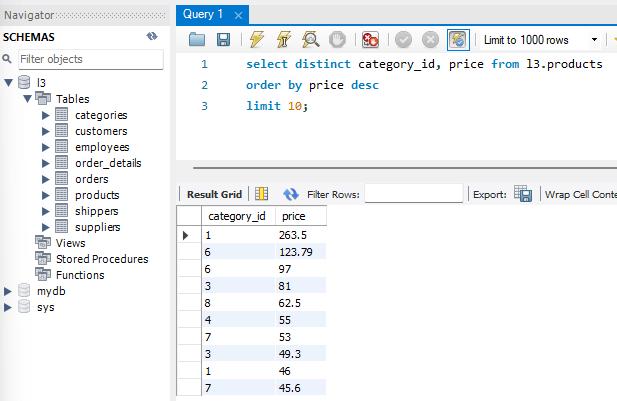 Navigator
SCHEMAS
Filter objects
l3
Tables
categories
customers
employees
order_details
orders
products
shippers
suppliers
Views
Stored Procedures
Functions
mydb
sys
Query 1
Limit to 1000 rows
1 select distinct category_id, price from l3.products
2 order by price desc
3 limit 10;
Result Grid Filter Rows: Export: Wrap Cell Conte
category_id price
1 263.5
6 123.79
6 97
3 81
8 62.5
4 55
7 53
3 49.3
1 46
7 45.6